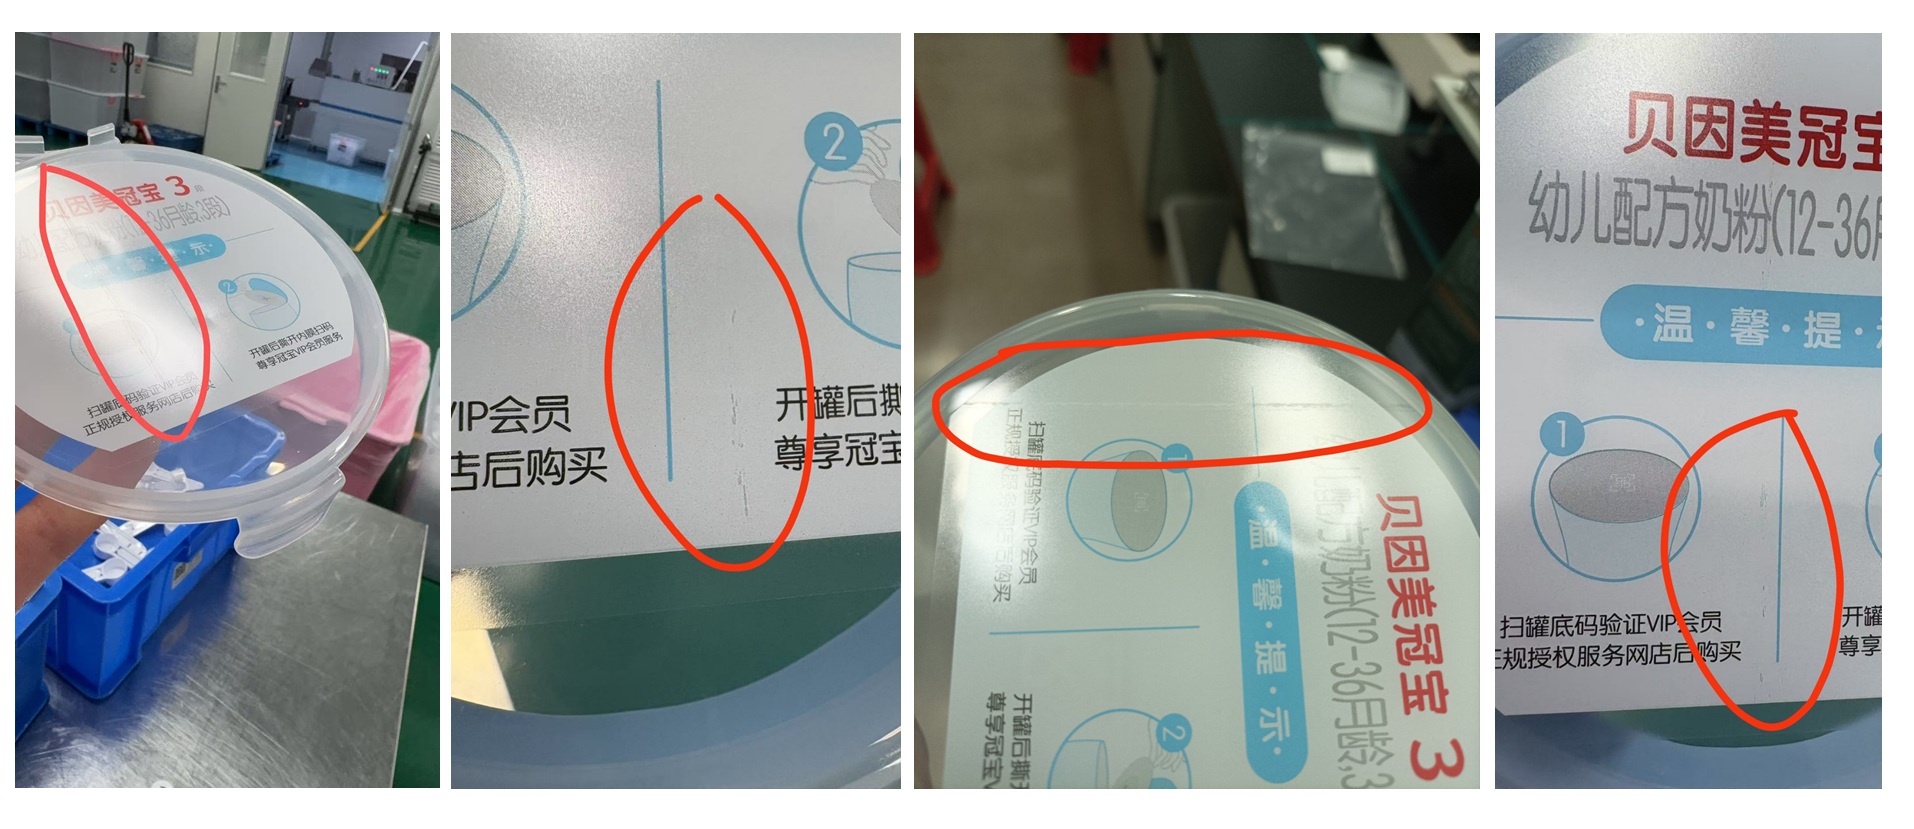 贝因美冠宝 3 段
幼儿配方奶粉(12-36月龄,3段)
·温·馨·提·示·
2
扫罐底码验证VIP会员
正规授权服务网店后购买
开罐后撕开内膜扫码
尊享冠宝VIP会员服务
2
VIP会员
店后购买
开罐后撕
尊享冠宝
贝因美冠宝 3
幼儿配方奶粉(12-36月龄,3
·温·馨·提·示·
1
扫罐底码验证VIP会员
正规授权服务网店后购买
2
开罐后撕
尊享冠宝V
贝因美冠宝
幼儿配方奶粉(12-36月
·温·馨·提·
1
扫罐底码验证VIP会员
正规授权服务网店后购买
开罐
尊享